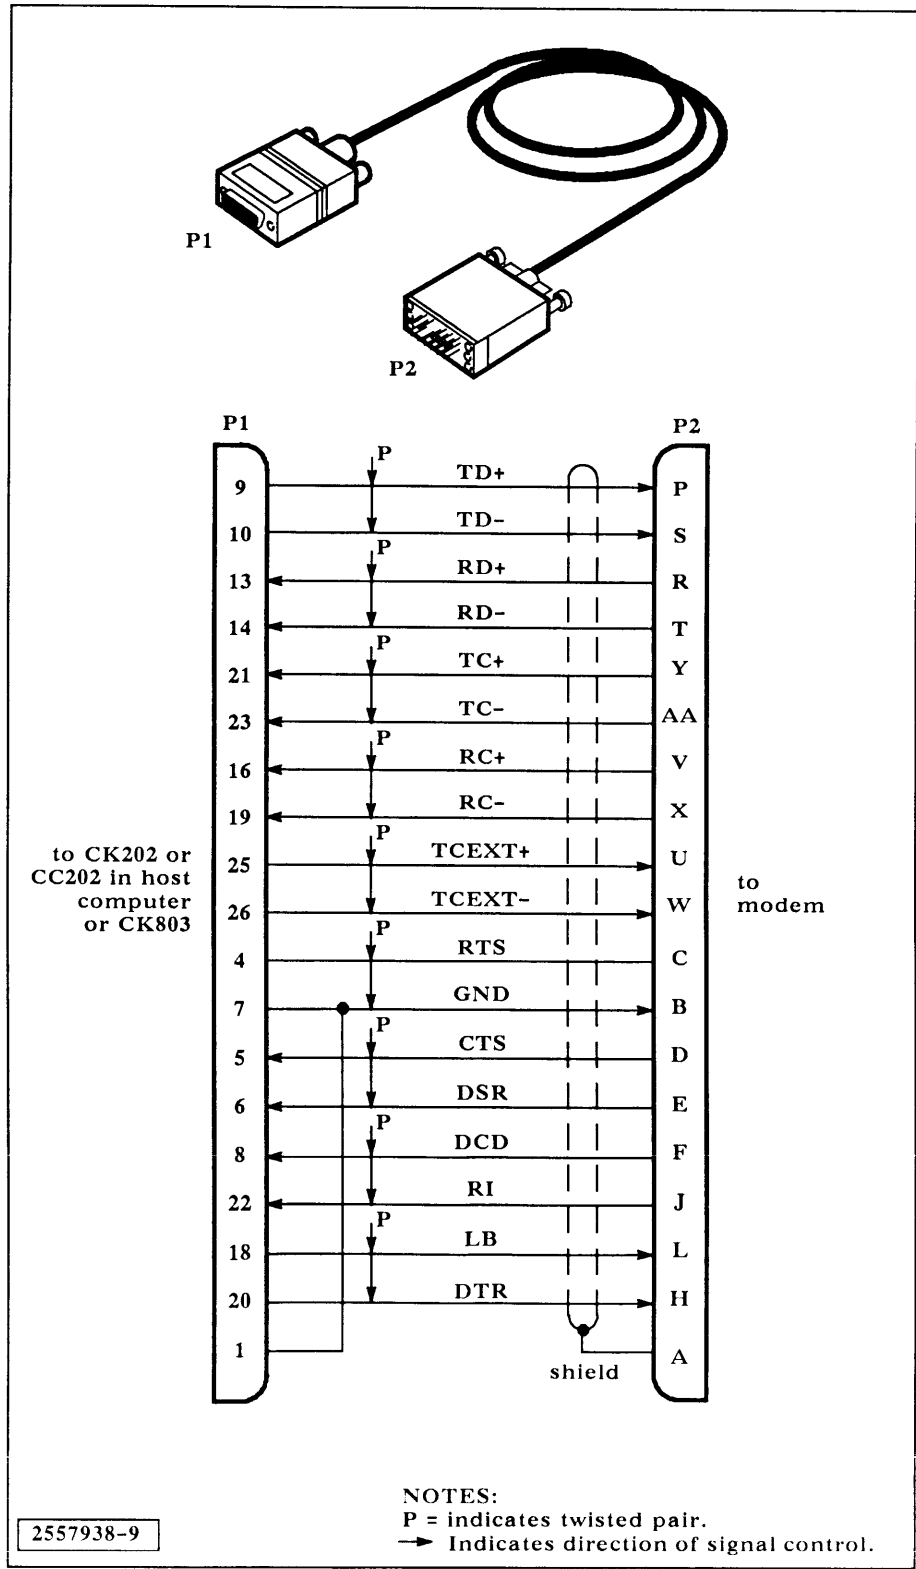 P1
P2
P1
P2
P
9 TD+ P
10 TD- S
P
13 RD+ R
14 RD- T
P
21 TC+ Y
23 TC- AA
P
16 RC+ V
19 RC- X
P
25 TCEXT+ U
26 TCEXT- W
P
4 RTS C
7 GND B
P
5 CTS D
6 DSR E
P
8 DCD F
22 RI J
P
18 LB L
20 DTR H
1 A
shield
to CK202 or
CC202 in host
computer
or CK803
to
modem
NOTES:
P = indicates twisted pair.
→ Indicates direction of signal control.
2557938-9